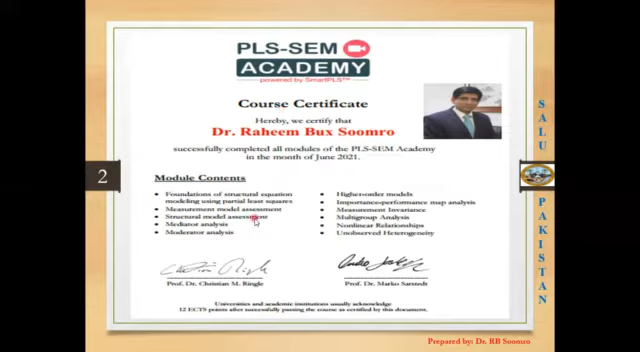 PLS-SEM
ACADEMY
powered by SmartPLS™
Course Certificate
Hereby, we certify that
Dr. Raheem Bux Soomro
successfully completed all modules of the PLS-SEM Academy
in the month of June 2021.
Module Contents
• Foundations of structural equation
modeling using partial least squares
• Measurement model assessment
• Structural model assessment
• Mediator analysis
• Moderator analysis
• Higher-order models
• Importance-performance map analysis
• Measurement Invariance
• Multigroup Analysis
• Nonlinear Relationships
• Unobserved Heterogeneity
Prof. Dr. Christian M. Ringle
Prof. Dr. Marko Sarstedt
Universities and academic institutions usually acknowledge
12 ECTS points after successfully passing the course as certified by this document.
2
SALU
PAKISTAN
Prepared by: Dr. RB Soomro